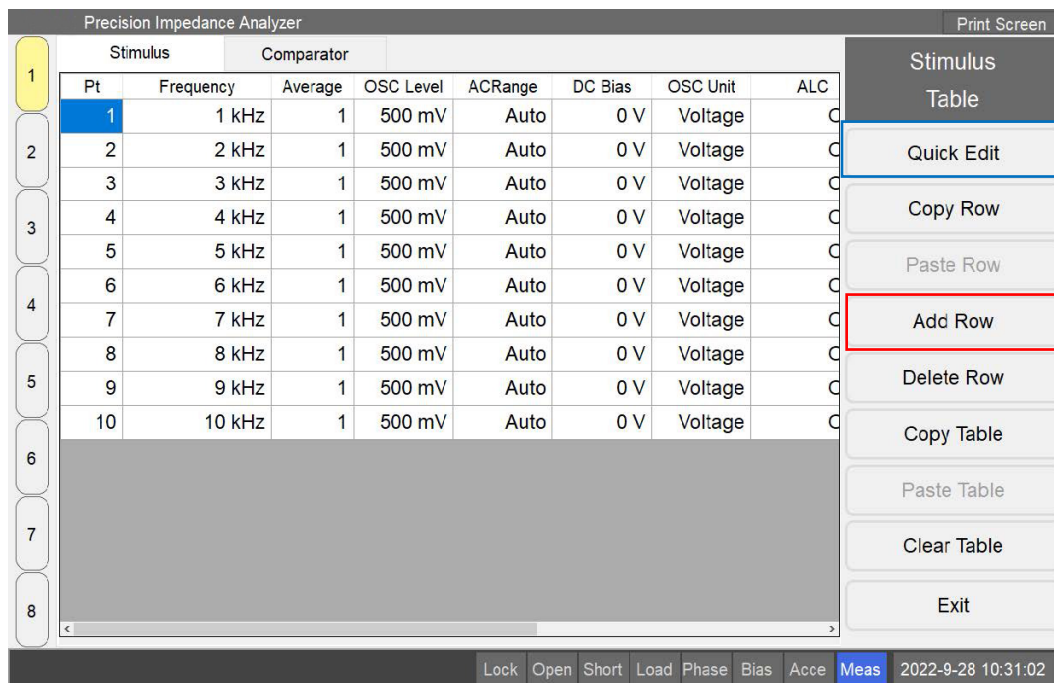 Precision Impedance Analyzer Print Screen
Stimulus Comparator
Stimulus
Table
Pt Frequency Average OSC Level ACRange DC Bias OSC Unit ALC
1 1 kHz 1 500 mV Auto 0 V Voltage
2 2 kHz 1 500 mV Auto 0 V Voltage
3 3 kHz 1 500 mV Auto 0 V Voltage
4 4 kHz 1 500 mV Auto 0 V Voltage
5 5 kHz 1 500 mV Auto 0 V Voltage
6 6 kHz 1 500 mV Auto 0 V Voltage
7 7 kHz 1 500 mV Auto 0 V Voltage
8 8 kHz 1 500 mV Auto 0 V Voltage
9 9 kHz 1 500 mV Auto 0 V Voltage
10 10 kHz 1 500 mV Auto 0 V Voltage
1
2
3
4
5
6
7
8
Quick Edit
Copy Row
Paste Row
Add Row
Delete Row
Copy Table
Paste Table
Clear Table
Exit
Lock Open Short Load Phase Bias Acce Meas 2022-9-28 10:31:02